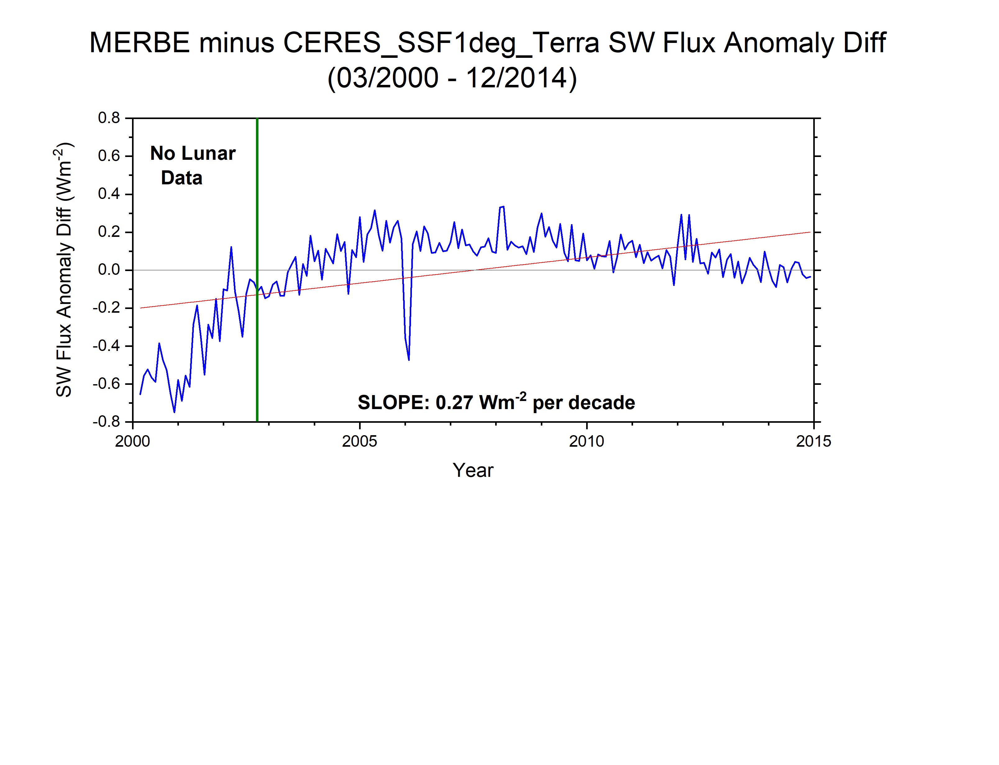 MERBE minus CERES_SSF1deg_Terra SW Flux Anomaly Diff
(03/2000 - 12/2014)
0.8
0.6
0.4
0.2
0.0
-0.2
-0.4
-0.6
-0.8
SW Flux Anomaly Diff (Wm-2)
No Lunar
Data
SLOPE: 0.27 Wm-2 per decade
2000 2005 2010 2015
Year